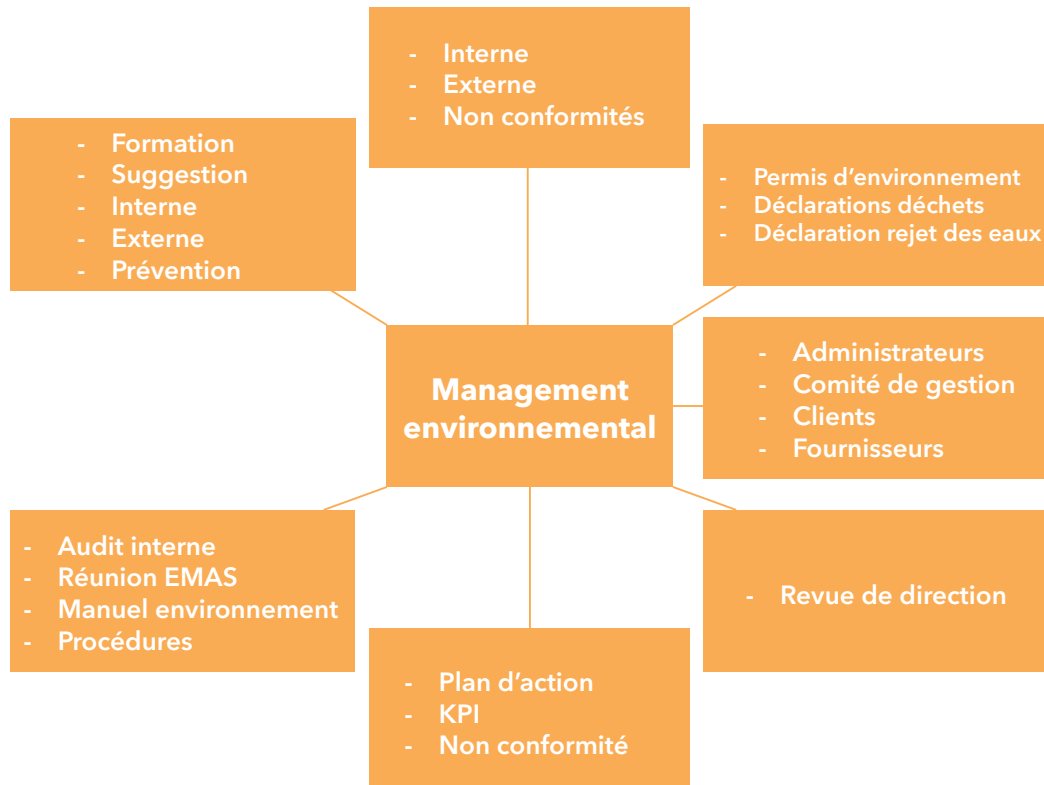 - Interne
- Externe
- Non conformités
- Formation
- Suggestion
- Interne
- Externe
- Prévention
- Permis d’environnement
- Déclarations déchets
- Déclaration rejet des eaux
Management
environnemental
- Administrateurs
- Comité de gestion
- Clients
- Fournisseurs
- Audit interne
- Réunion EMAS
- Manuel environnement
- Procédures
- Revue de direction
- Plan d’action
- KPI
- Non conformité